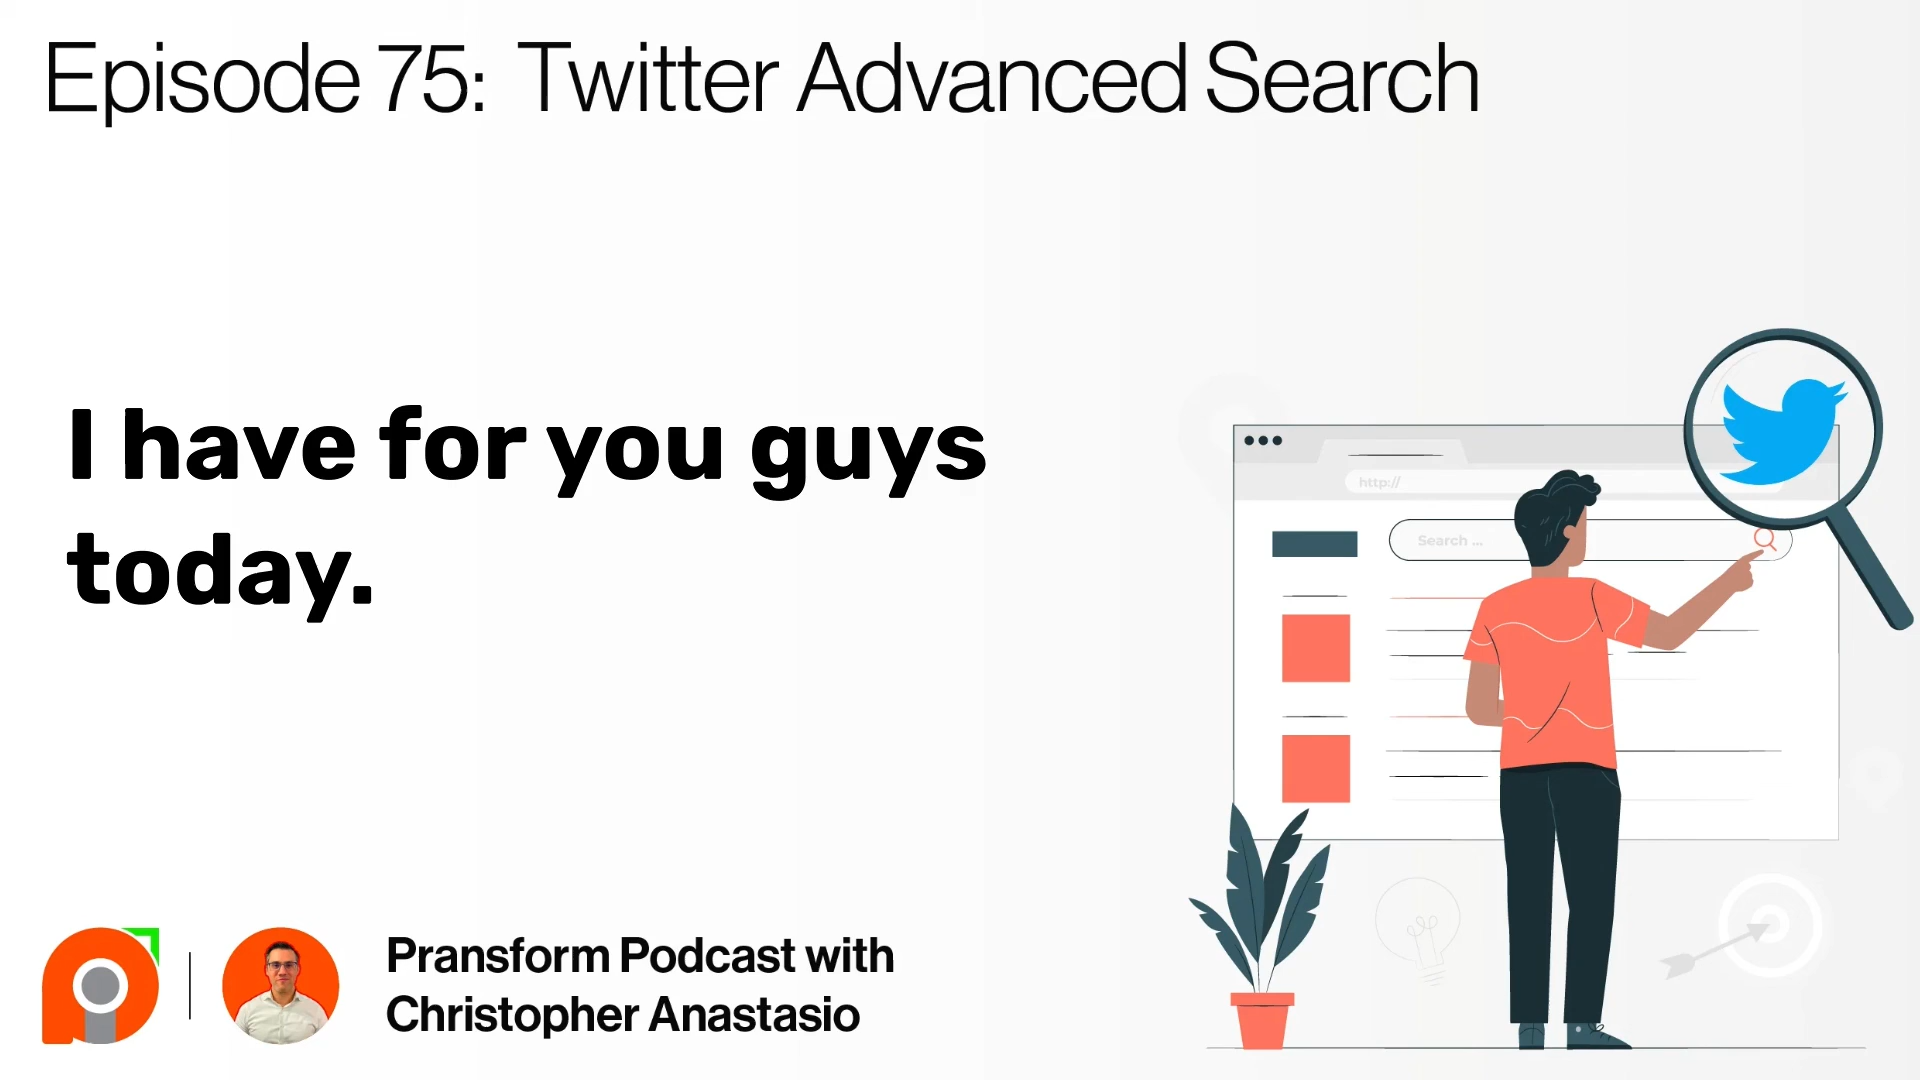 Episode 75: Twitter Advanced Search
I have for you guys
today.
http://
Search ...
Pransform Podcast with
Christopher Anastasio